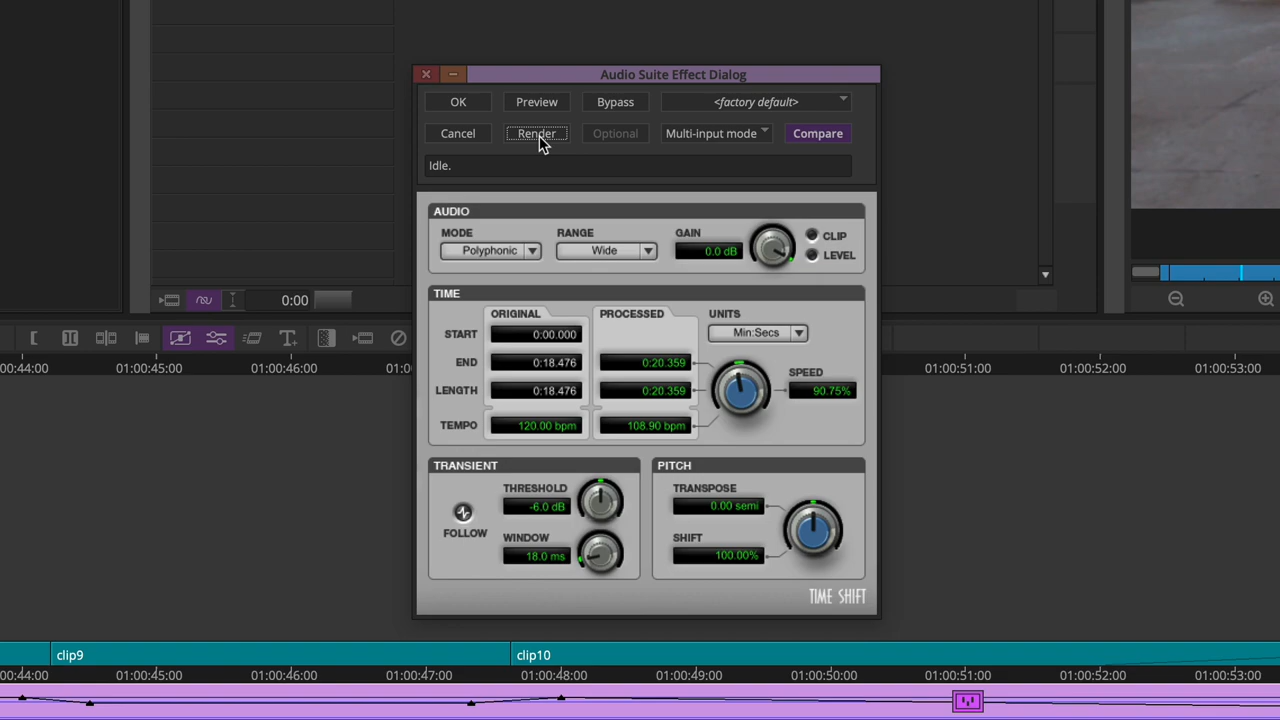 Audio Suite Effect Dialog
OK Preview Bypass <factory default>
Cancel Render Optional Multi-input mode Compare
Idle.
AUDIO
MODE RANGE GAIN CLIP
Polyphonic Wide 0.0 dB LEVEL
TIME
ORIGINAL PROCESSED UNITS
START 0:00.000 Min:Secs
END 0:18.476 0:20.359 SPEED
LENGTH 0:18.476 0:20.359 90.75%
TEMPO 120.00 bpm 108.90 bpm
TRANSIENT PITCH
THRESHOLD TRANSPOSE
-6.0 dB 0.00 semi
FOLLOW WINDOW SHIFT
18.0 ms 100.00%
TIME SHIFT
0:00
00:44:00 01:00:45:00 01:00:46:00 01:0 01:00:51:00 01:00:52:00 01:00:53:00
clip9 clip10
00:44:00 01:00:45:00 01:00:46:00 01:00:47:00 01:00:48:00 01:00:49:00 01:00:50:00 01:00:51:00 01:00:52:00 01:00:53:00